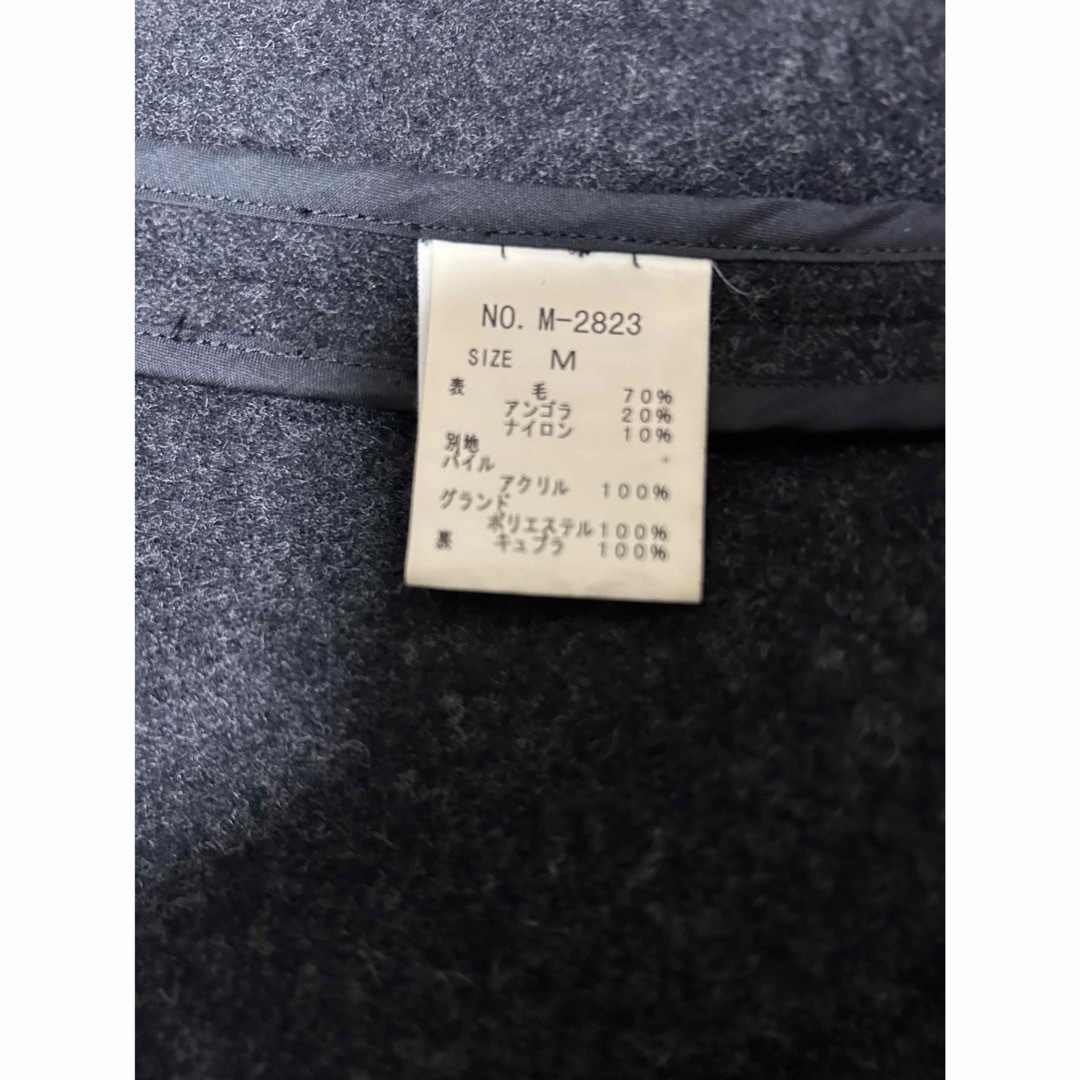 NO. M-2823
SIZE M
表 毛 70%
アンゴラ 20%
ナイロン 10%
別地
パイル
アクリル 100%
グランド
ポリエステル100%
裏 キュプラ 100%